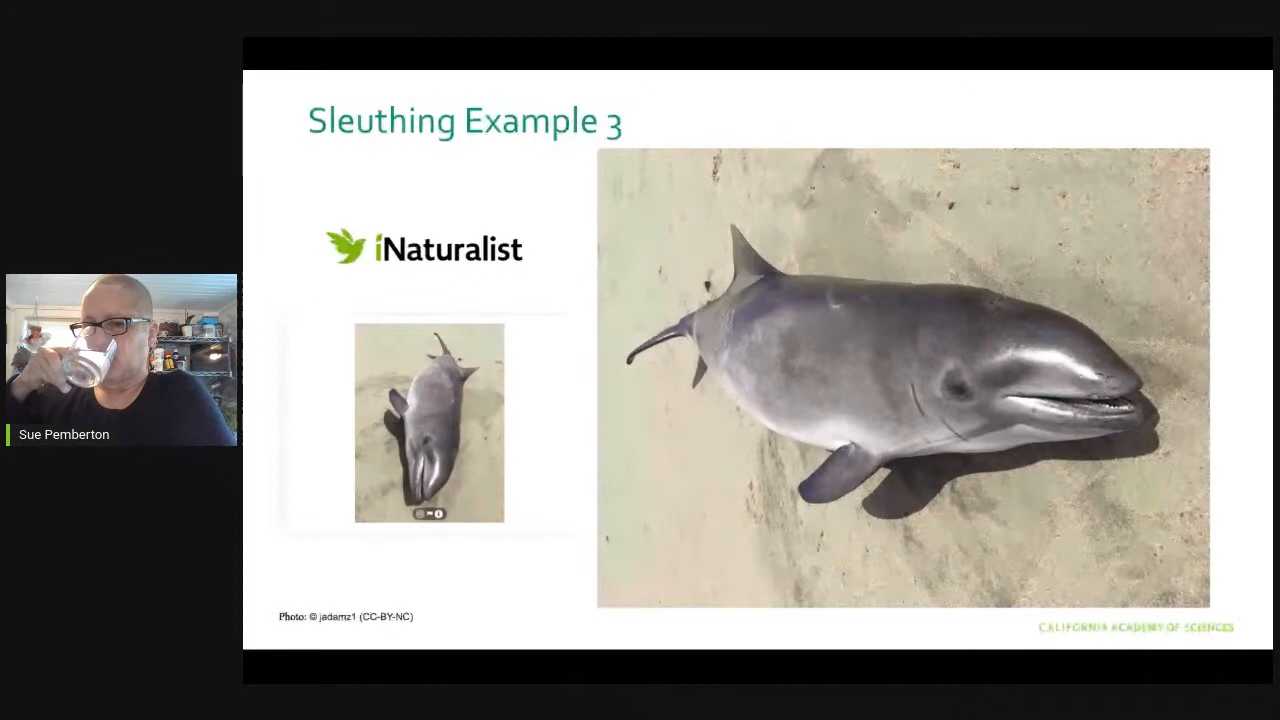 Sleuthing Example 3
iNaturalist
Sue Pemberton
Photo: © jadamz1 (CC-BY-NC)
CALIFORNIA ACADEMY OF SCIENCES